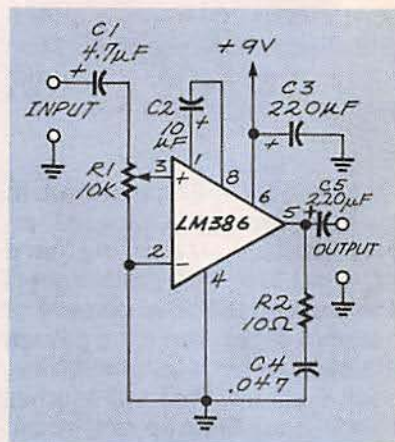 C1
4.7µF
+
INPUT
R1
10K
C2
10
µF
+
+9V
C3
220µF
+
3
+
1
8
6
LM386
2
-
4
5
C5
220µF
+
OUTPUT
R2
10Ω
C4
.047